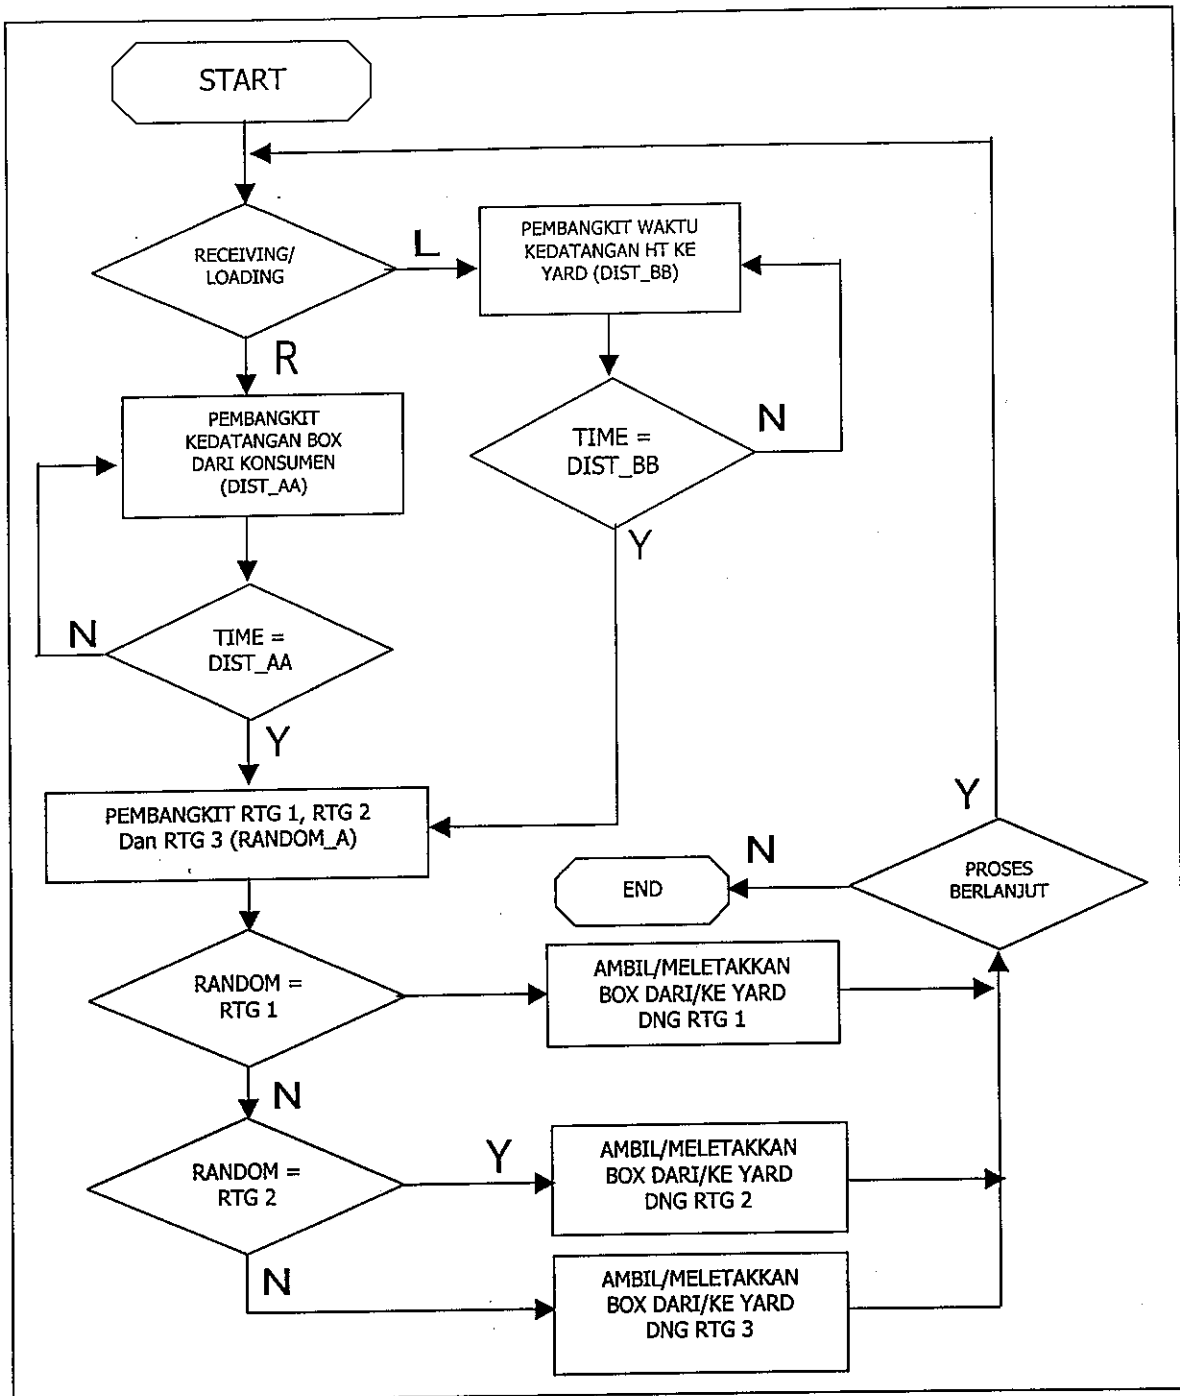 START
RECEIVING/
LOADING
L
PEMBANGKIT WAKTU
KEDATANGAN HT KE
YARD (DIST_BB)
R
PEMBANGKIT
KEDATANGAN BOX
DARI KONSUMEN
(DIST_AA)
TIME =
DIST_BB
N
Y
TIME =
DIST_AA
N
Y
PEMBANGKIT RTG 1, RTG 2
Dan RTG 3 (RANDOM_A)
Y
PROSES
BERLANJUT
N
END
RANDOM =
RTG 1
AMBIL/MELETAKKAN
BOX DARI/KE YARD
DNG RTG 1
N
RANDOM =
RTG 2
Y
AMBIL/MELETAKKAN
BOX DARI/KE YARD
DNG RTG 2
N
AMBIL/MELETAKKAN
BOX DARI/KE YARD
DNG RTG 3